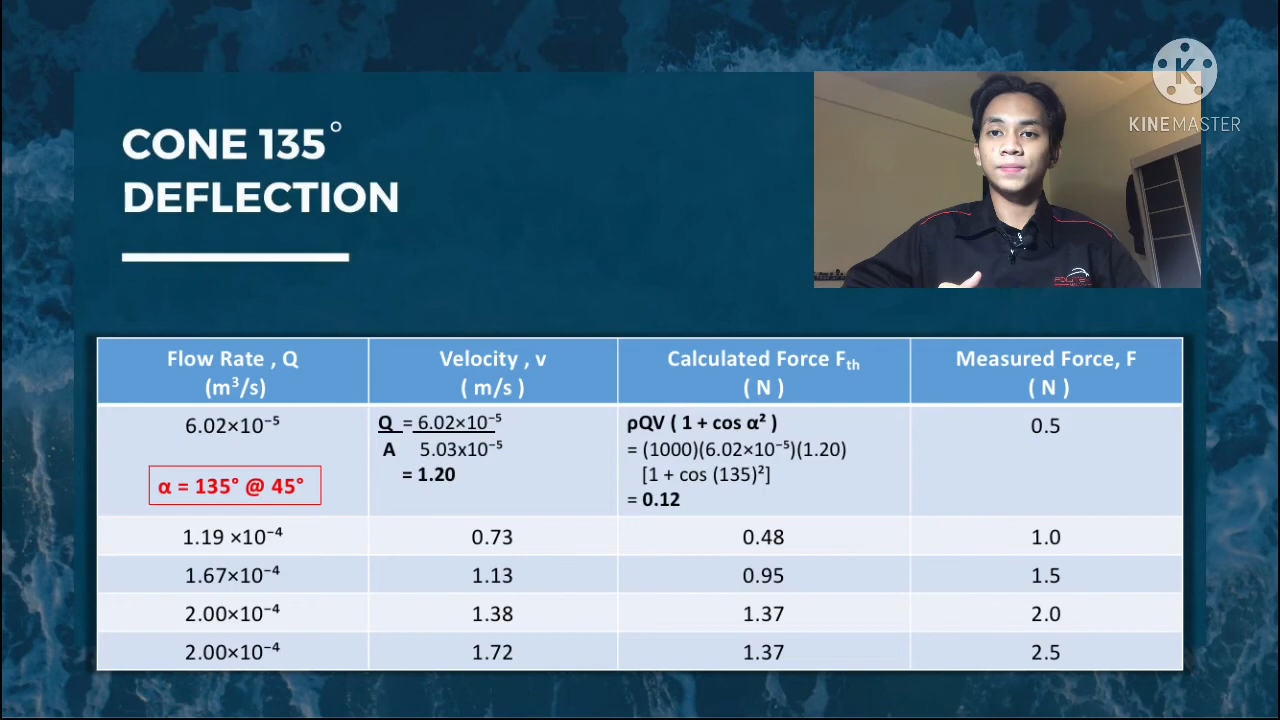 CONE 135°
DEFLECTION
KINEMASTER
Flow Rate , Q
(m³/s)
Velocity , v
( m/s )
Calculated Force Fth
( N )
Measured Force, F
( N )
6.02×10⁻⁵
α = 135° @ 45°
Q = 6.02×10⁻⁵
A 5.03x10⁻⁵
= 1.20
ρQV ( 1 + cos α² )
= (1000)(6.02×10⁻⁵)(1.20)
[1 + cos (135)²]
= 0.12
0.5
1.19 ×10⁻⁴ 0.73 0.48 1.0
1.67×10⁻⁴ 1.13 0.95 1.5
2.00×10⁻⁴ 1.38 1.37 2.0
2.00×10⁻⁴ 1.72 1.37 2.5